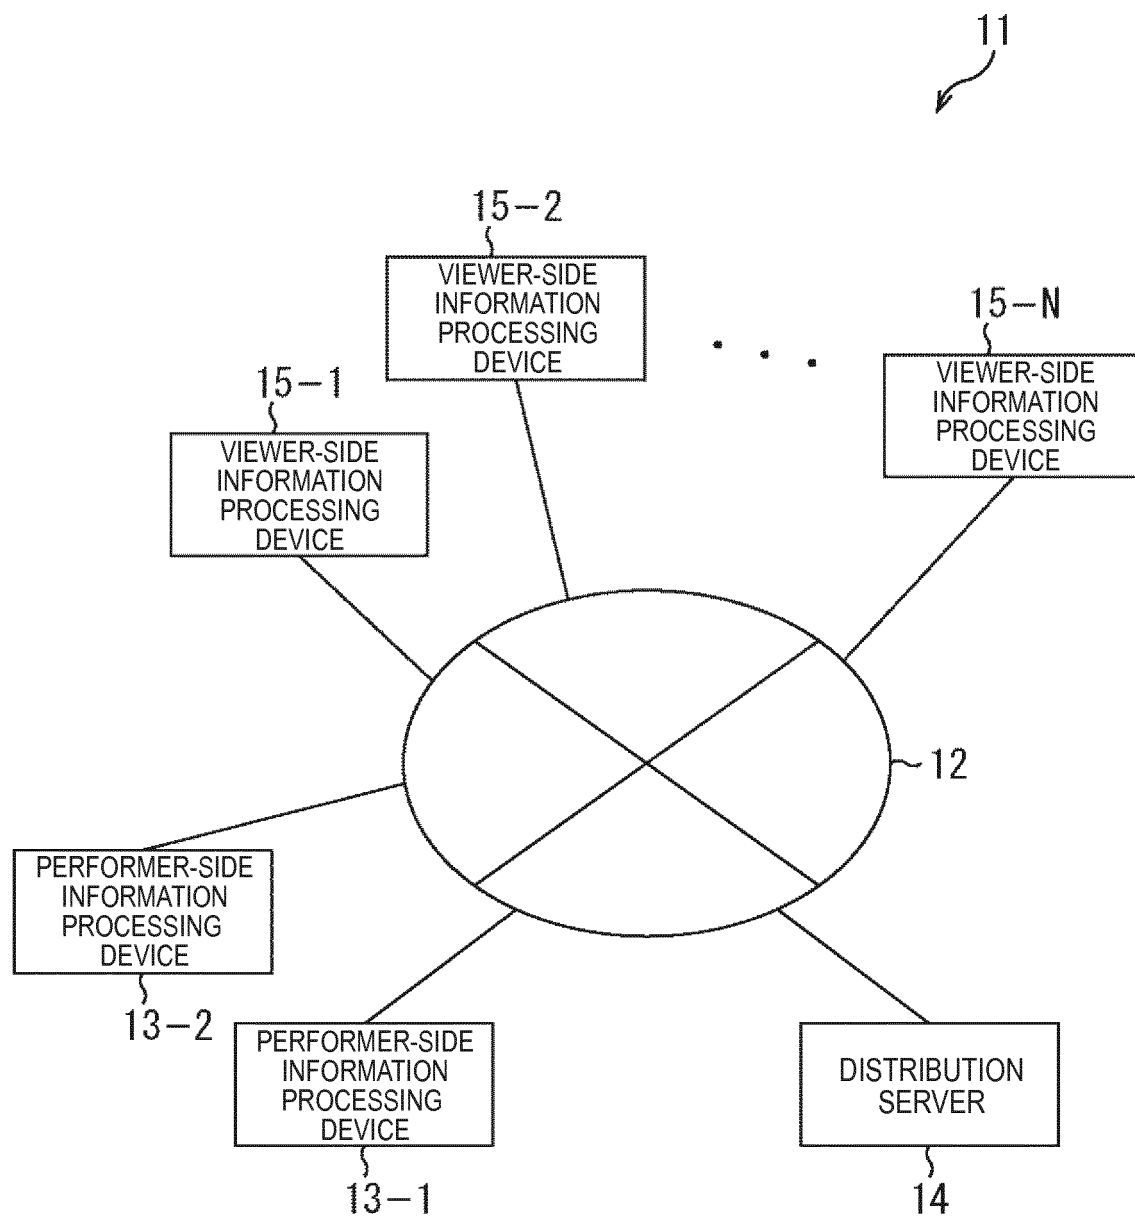 11
15-2
VIEWER-SIDE
INFORMATION
PROCESSING
DEVICE
15-N
VIEWER-SIDE
INFORMATION
PROCESSING
DEVICE
15-1
VIEWER-SIDE
INFORMATION
PROCESSING
DEVICE
12
PERFORMER-SIDE
INFORMATION
PROCESSING
DEVICE
13-2
PERFORMER-SIDE
INFORMATION
PROCESSING
DEVICE
13-1
DISTRIBUTION
SERVER
14